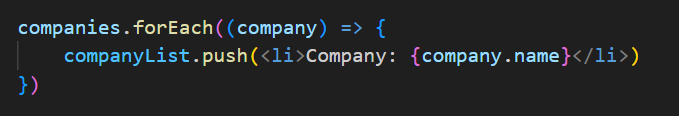 companies.forEach((company) => {
    companyList.push(<li>Company: {company.name}</li>)
})